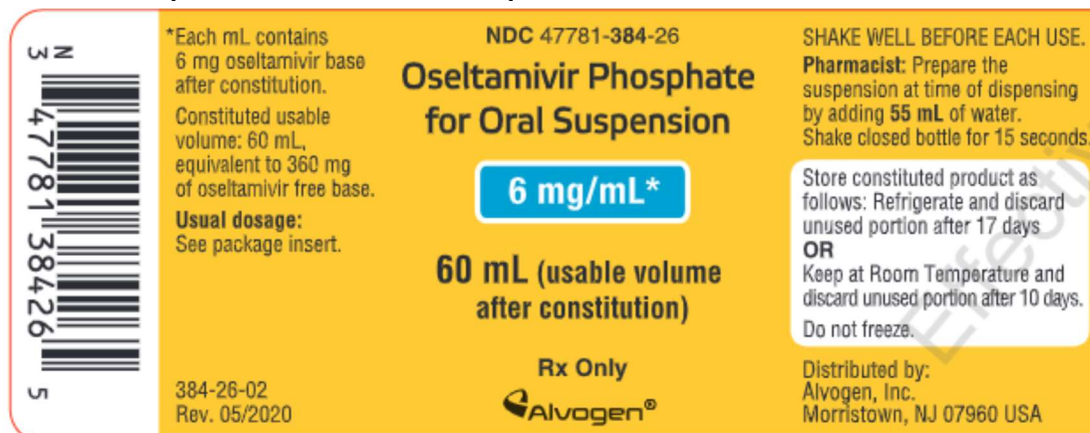 N
3 47781 38426 5
*Each mL contains
6 mg oseltamivir base
after constitution.
Constituted usable
volume: 60 mL,
equivalent to 360 mg
of oseltamivir free base.
Usual dosage:
See package insert.
384-26-02
Rev. 05/2020
NDC 47781-384-26
Oseltamivir Phosphate
for Oral Suspension
6 mg/mL*
60 mL (usable volume
after constitution)
Rx Only
Alvogen®
SHAKE WELL BEFORE EACH USE.
Pharmacist: Prepare the
suspension at time of dispensing
by adding 55 mL of water.
Shake closed bottle for 15 seconds.
Store constituted product as
follows: Refrigerate and discard
unused portion after 17 days
OR
Keep at Room Temperature and
discard unused portion after 10 days.
Do not freeze.
Distributed by:
Alvogen, Inc.
Morristown, NJ 07960 USA